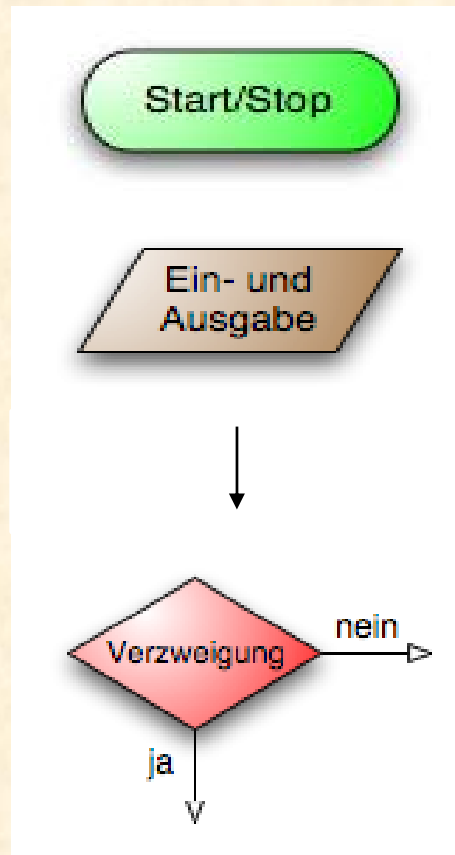 Start/Stop
Ein- und
Ausgabe
Verzweigung
nein
ja